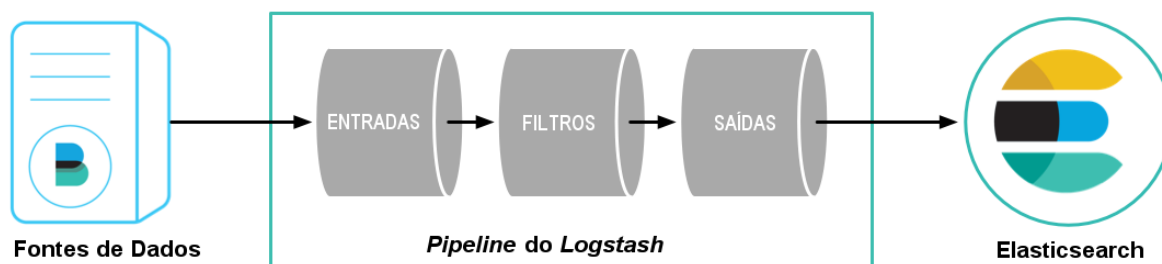 ENTRADAS
FILTROS
SAÍDAS
Fontes de Dados
Pipeline do Logstash
Elasticsearch